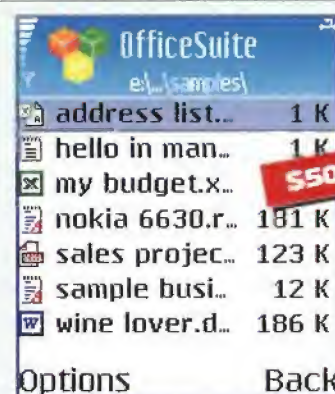 OfficeSuite
e:\..\samples\
address list... 1 K
hello in man... 1 K
my budget.x...
nokia 6630.r... 181 K
sales projec... 123 K
sample busi... 12 K
wine lover.d... 186 K
Options Back